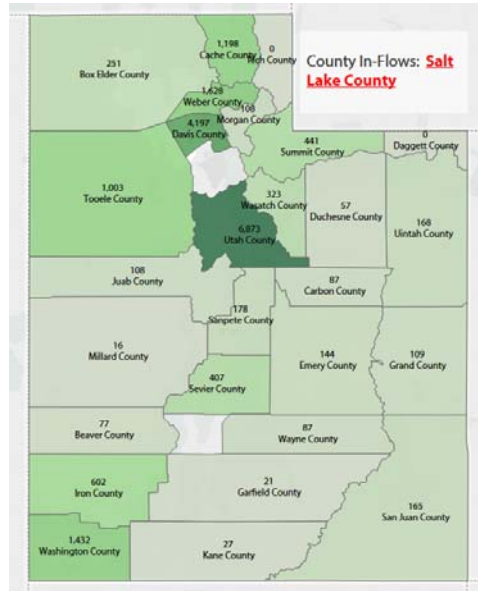 County In-Flows: Salt
Lake County
251
Box Elder County
1,198
Cache County
0
Rich County
1,628
Weber County
108
Morgan County
4,197
Davis County
441
Summit County
0
Daggett County
1,003
Tooele County
323
Wasatch County
57
Duchesne County
168
Uintah County
6,873
Utah County
108
Juab County
87
Carbon County
178
Sanpete County
16
Millard County
144
Emery County
109
Grand County
407
Sevier County
77
Beaver County
87
Wayne County
602
Iron County
21
Garfield County
165
San Juan County
1,432
Washington County
27
Kane County